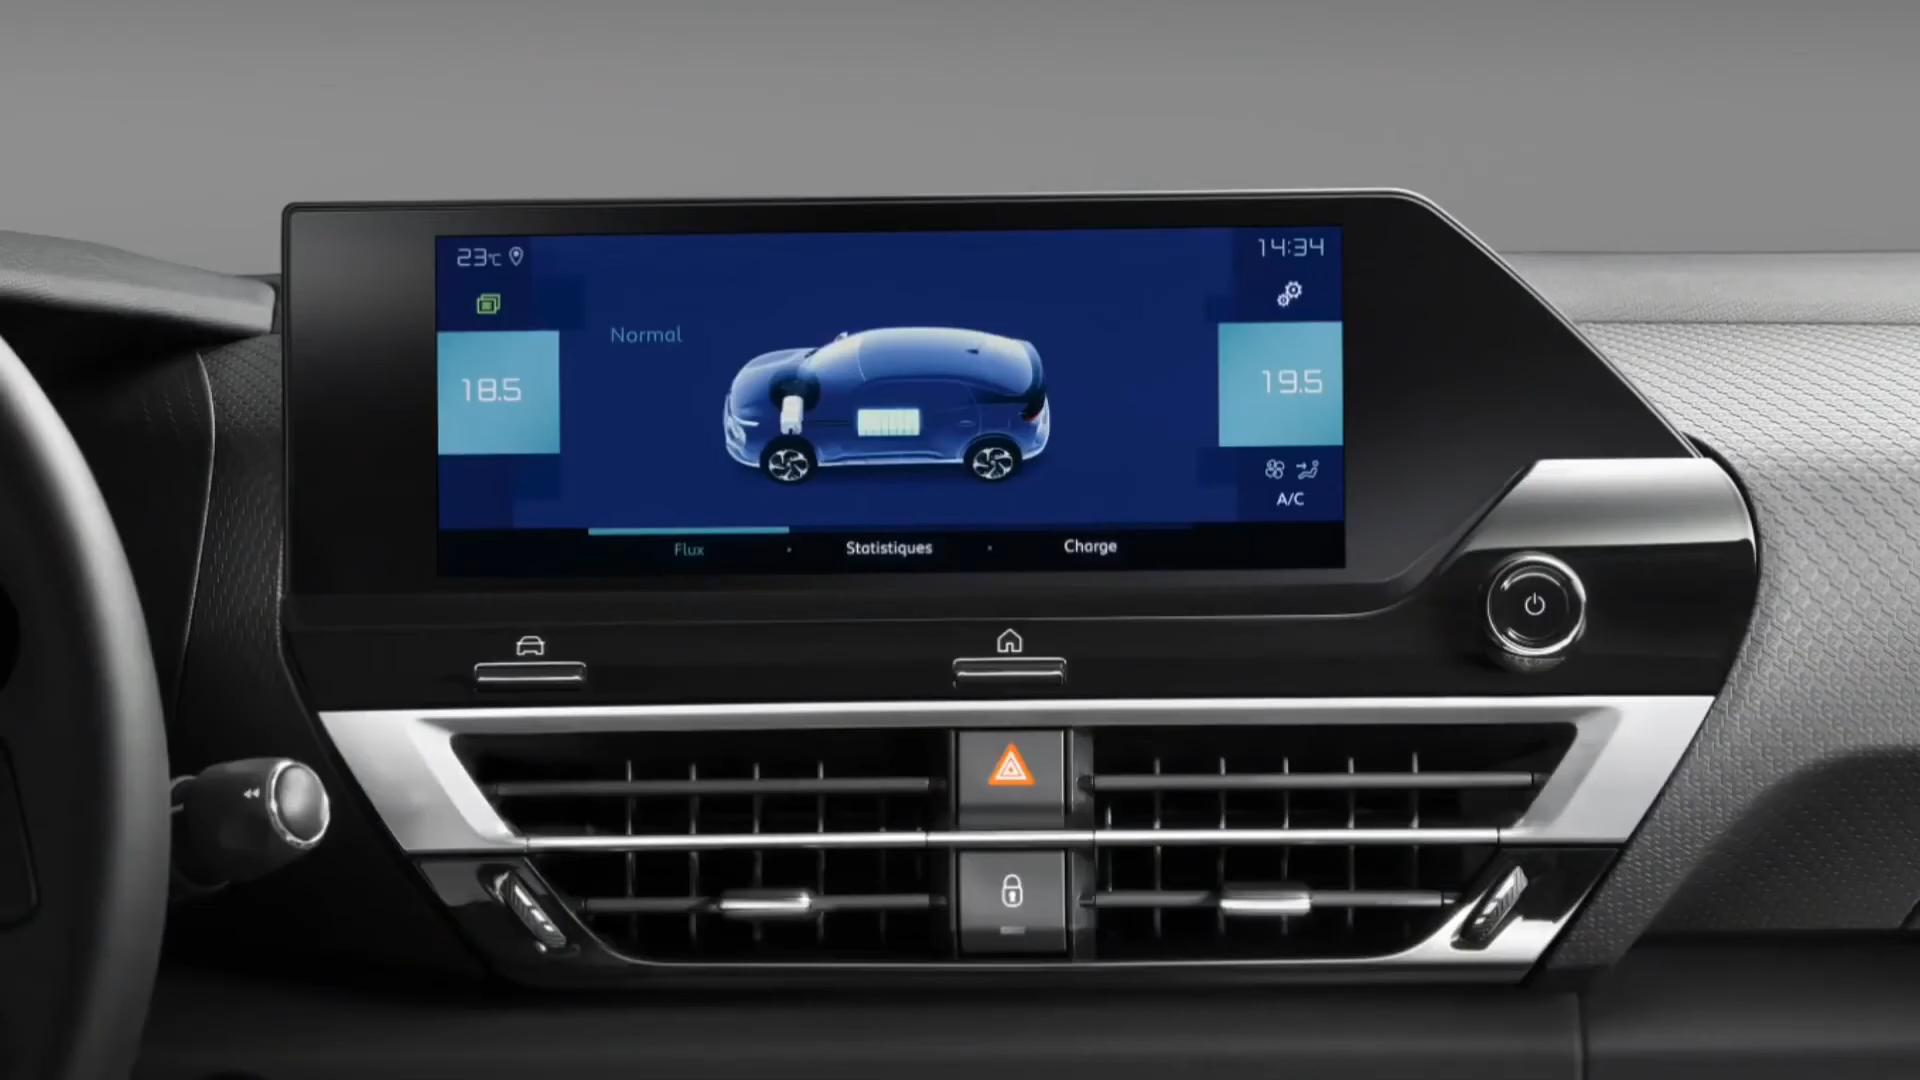 23°C
14:34
Normal
18.5
19.5
A/C
Flux
Statistiques
Charge